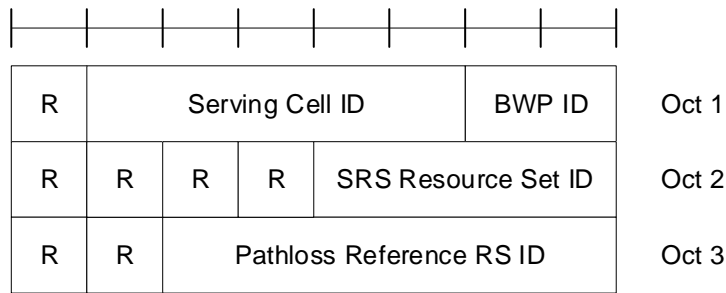 R Serving Cell ID BWP ID Oct 1
R R R R SRS Resource Set ID Oct 2
R R Pathloss Reference RS ID Oct 3